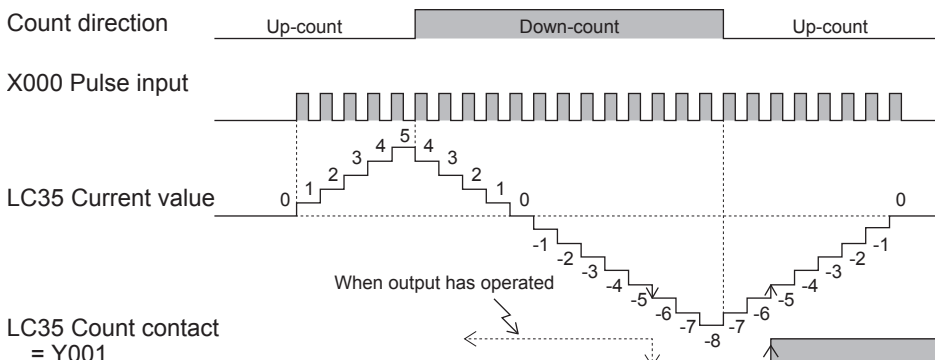 Count direction
Up-count Down-count Up-count
X000 Pulse input
LC35 Current value
0 1 2 3 4 5 4 3 2 1 0 -1 -2 -3 -4 -5 -6 -7 -8 -7 -6 -5 -4 -3 -2 -1 0
When output has operated
LC35 Count contact
= Y001